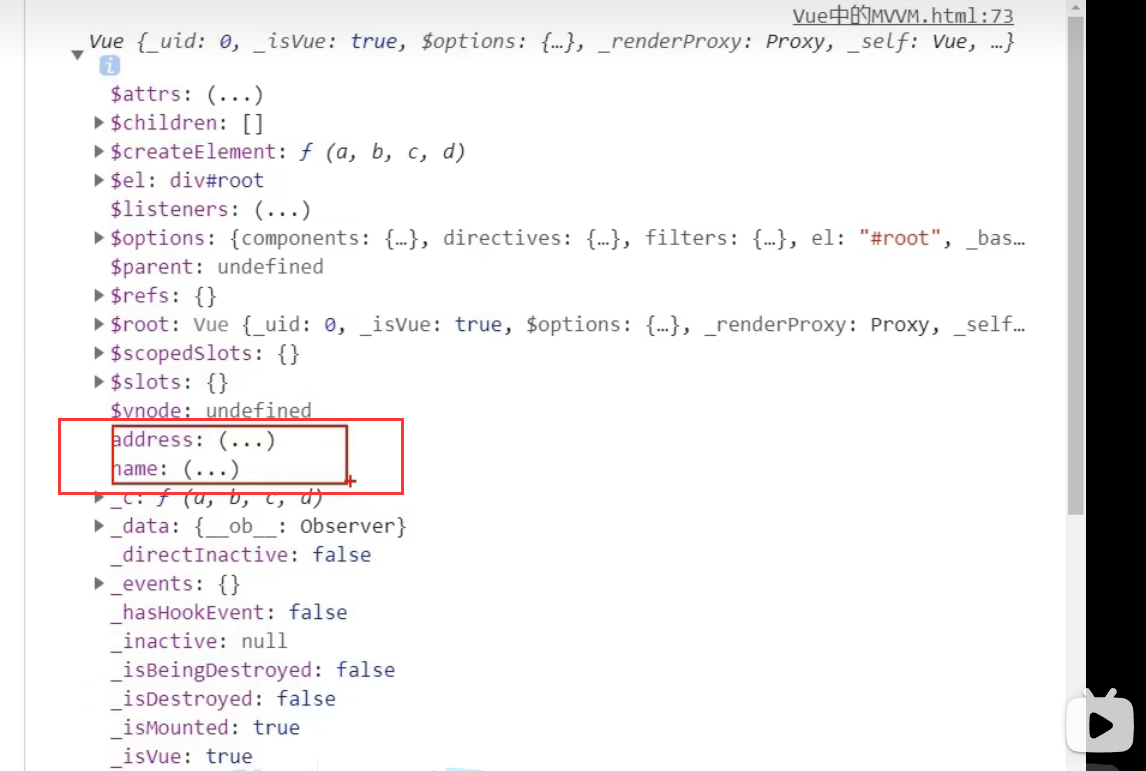 Vue中的MVVM.html:73
Vue {_uid: 0, _isVue: true, $options: {…}, _renderProxy: Proxy, _self: Vue, …}
i
$attrs: (...)
$children: []
$createElement: ƒ (a, b, c, d)
$el: div#root
$listeners: (...)
$options: {components: {…}, directives: {…}, filters: {…}, el: "#root", _bas…
$parent: undefined
$refs: {}
$root: Vue {_uid: 0, _isVue: true, $options: {…}, _renderProxy: Proxy, _self…
$scopedSlots: {}
$slots: {}
$vnode: undefined
address: (...)
name: (...)
_c: ƒ (a, b, c, d)
_data: {__ob__: Observer}
_directInactive: false
_events: {}
_hasHookEvent: false
_inactive: null
_isBeingDestroyed: false
_isDestroyed: false
_isMounted: true
_isVue: true